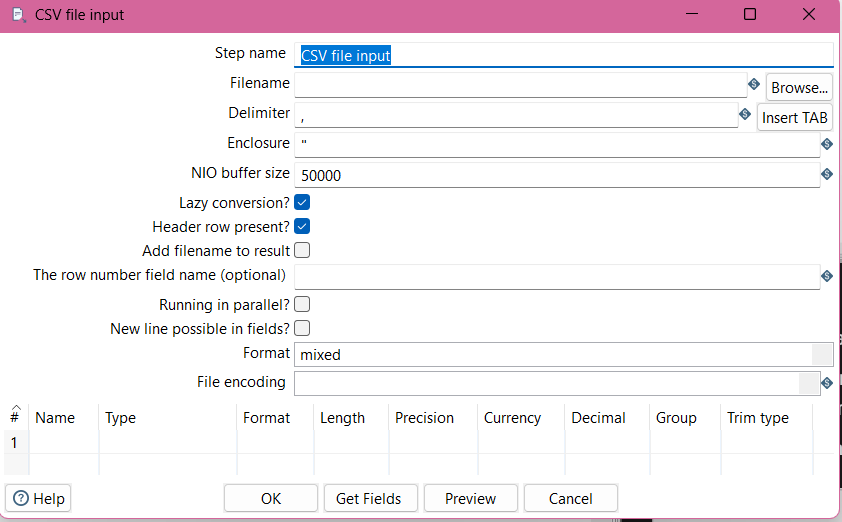 CSV file input
Step name CSV file input
Filename Browse...
Delimiter , Insert TAB
Enclosure "
NIO buffer size 50000
Lazy conversion?
Header row present?
Add filename to result
The row number field name (optional)
Running in parallel?
New line possible in fields?
Format mixed
File encoding
# Name Type Format Length Precision Currency Decimal Group Trim type
1
Help OK Get Fields Preview Cancel